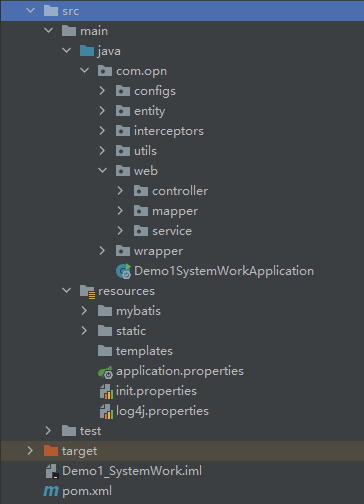 src
main
java
com.opn
configs
entity
interceptors
utils
web
controller
mapper
service
wrapper
Demo1SystemWorkApplication
resources
mybatis
static
templates
application.properties
init.properties
log4j.properties
test
target
Demo1_SystemWork.iml
pom.xml